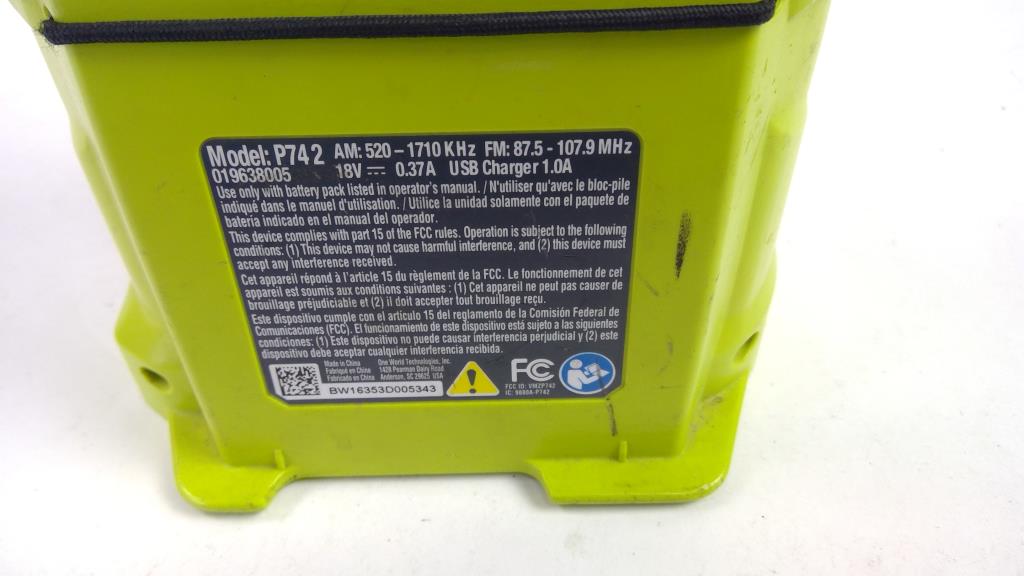 Model: P742 AM: 520 – 1710 KHz FM: 87.5 - 107.9 MHz
019638005 18V ⎓ 0.37A USB Charger 1.0A
Use only with battery pack listed in operator's manual. / N'utiliser qu'avec le bloc-pile
indiqué dans le manuel d'utilisation. / Utilice la unidad solamente con el paquete de
batería indicado en el manual del operador.
This device complies with part 15 of the FCC rules. Operation is subject to the following
conditions: (1) This device may not cause harmful interference, and (2) this device must
accept any interference received.
Cet appareil répond à l'article 15 du règlement de la FCC. Le fonctionnement de cet
appareil est soumis aux conditions suivantes : (1) Cet appareil ne peut pas causer de
brouillage préjudiciable et (2) il doit accepter tout brouillage reçu.
Este dispositivo cumple con el artículo 15 del reglamento de la Comisión Federal de
Comunicaciones (FCC). El funcionamiento de este dispositivo está sujeto a las siguientes
condiciones: (1) Este dispositivo no puede causar interferencia perjudicial y (2) este
dispositivo debe aceptar cualquier interferencia recibida.
Made in China One World Technologies, Inc.
Fabriqué en China 1428 Pearman Dairy Road
Fabricado en China Anderson, SC 29625 USA
BW16353D005343
FC
FCC ID: VMZP742
IC: 9880A-P742